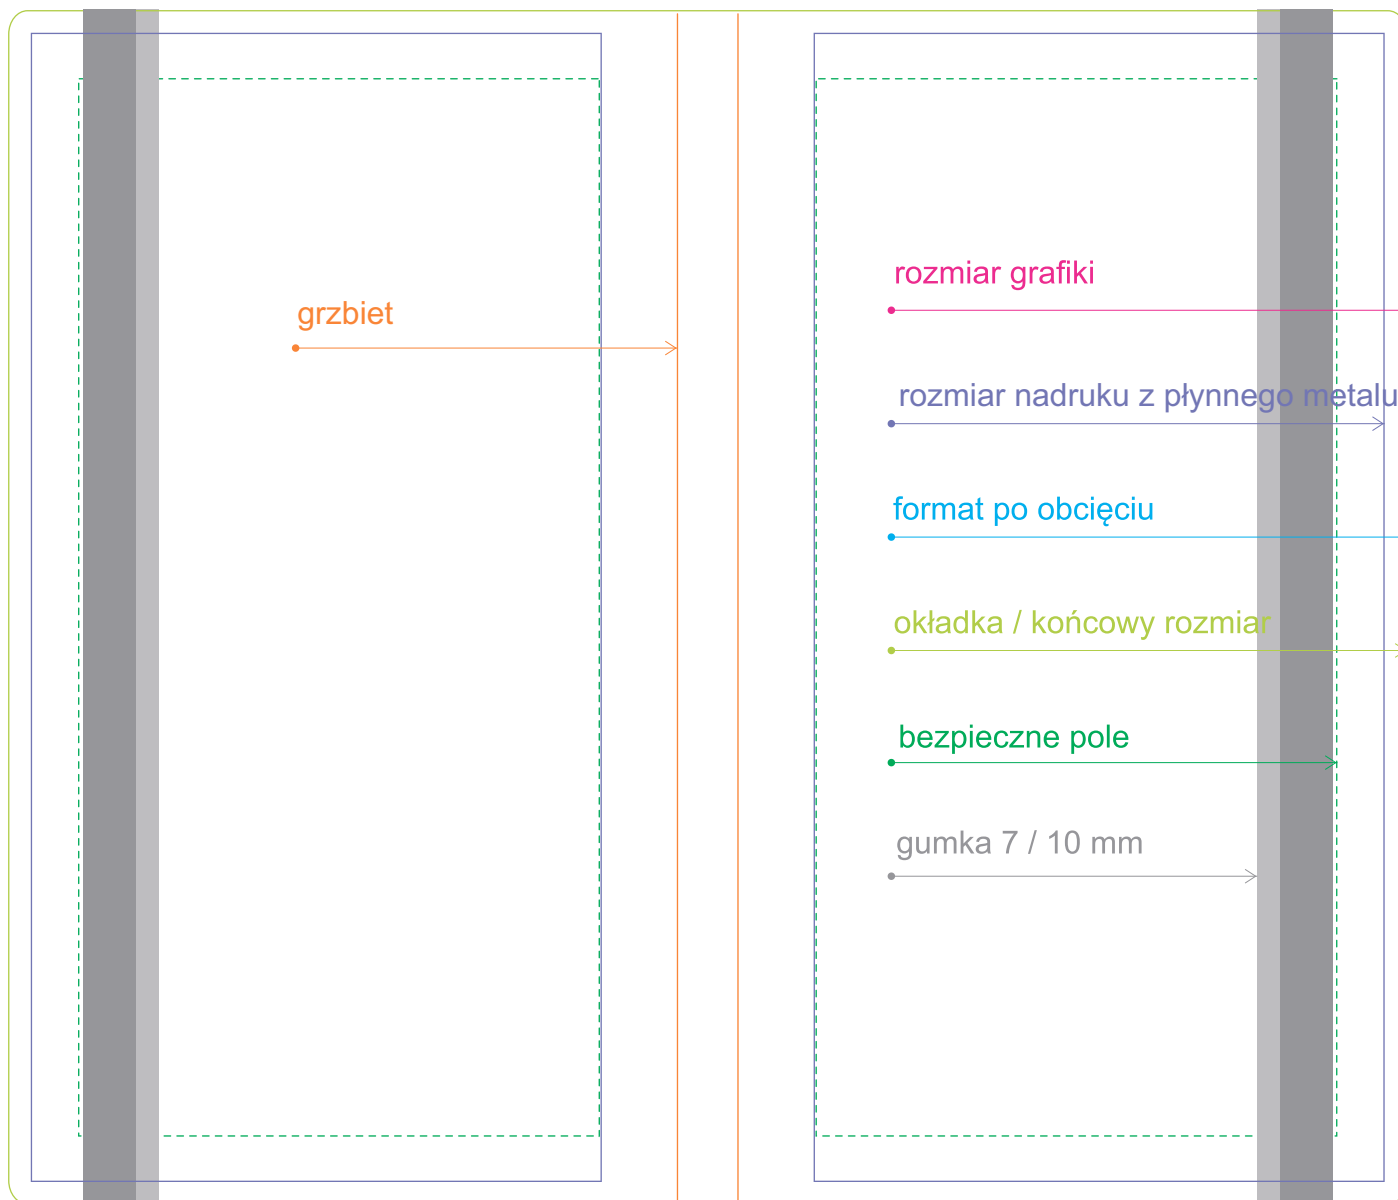 rozmiar grafiki
grzbiet
rozmiar nadruku z płynnego metalu
format po obcięciu
okładka / końcowy rozmiar
bezpieczne pole
gumka 7 / 10 mm